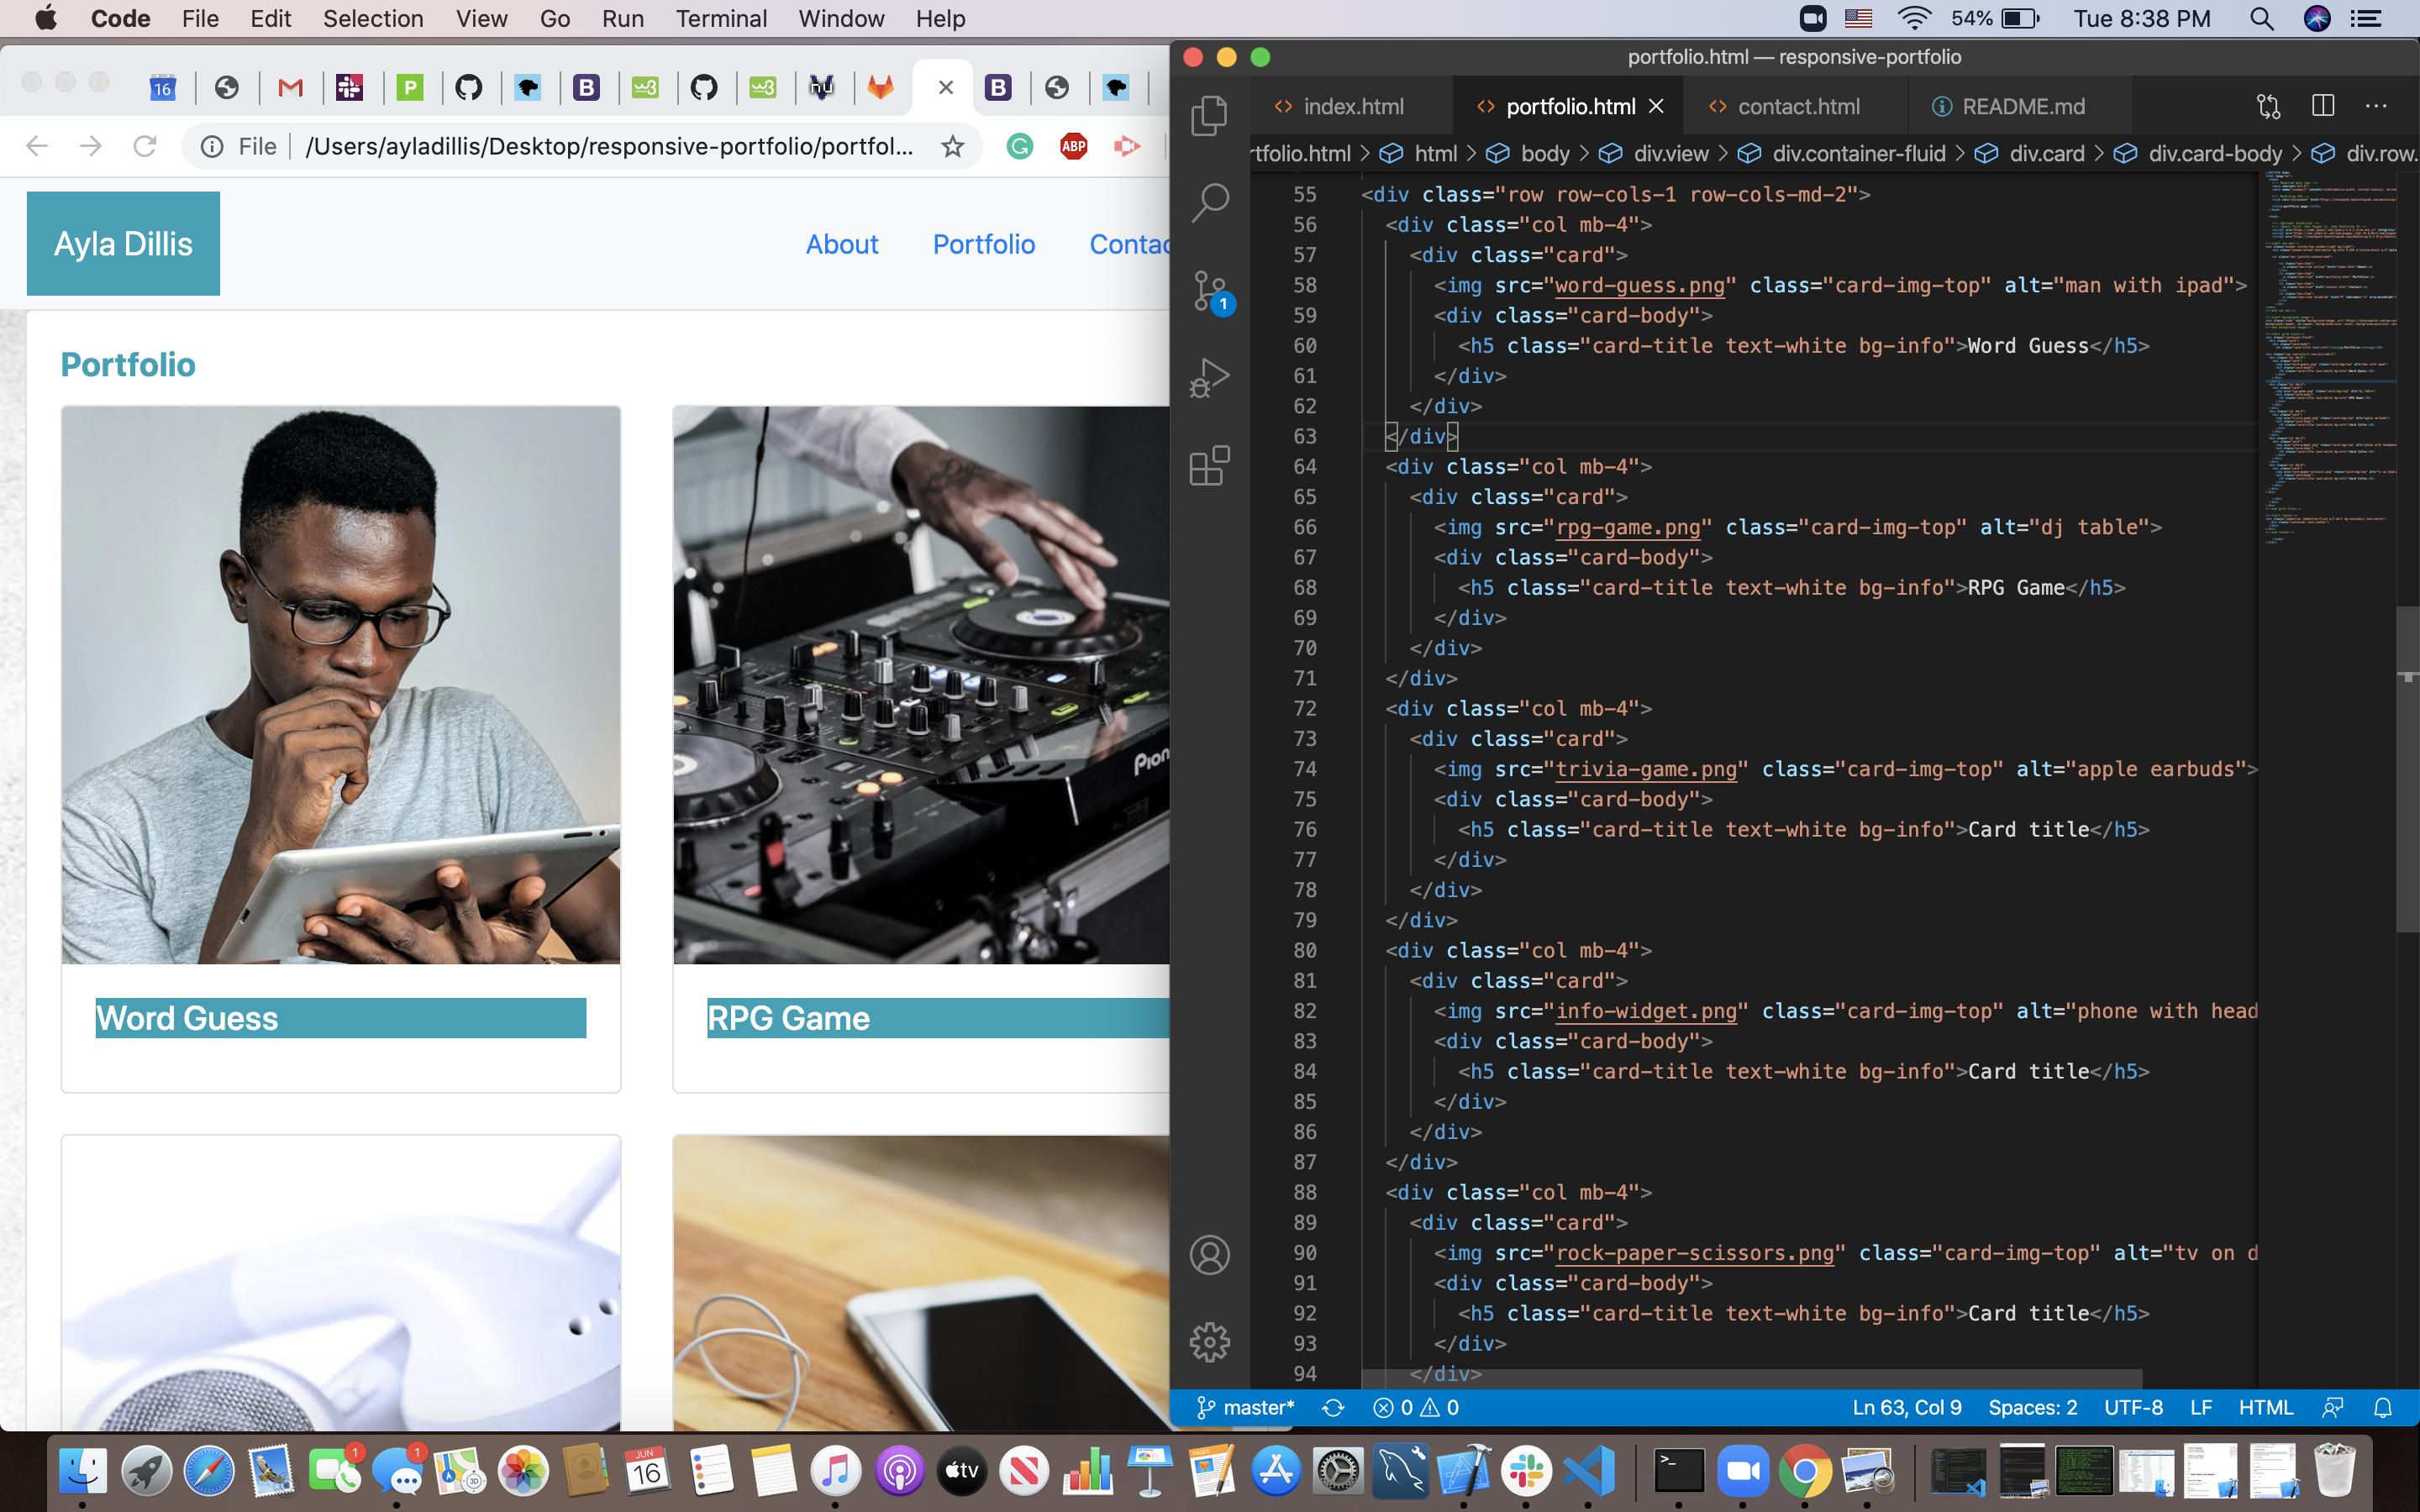 Code File Edit Selection View Go Run Terminal Window Help
54% Tue 8:38 PM
portfolio.html — responsive-portfolio
16
P
B
w3
w3
nu
B
index.html portfolio.html contact.html README.md
File /Users/ayladillis/Desktop/responsive-portfolio/portfol...
ABP
rtfolio.html > html > body > div.view > div.container-fluid > div.card > div.card-body > div.row.
Ayla Dillis
About Portfolio Contac
Portfolio
Pion
Word Guess
RPG Game
1
55 <div class="row row-cols-1 row-cols-md-2">
56 <div class="col mb-4">
57 <div class="card">
58 <img src="word-guess.png" class="card-img-top" alt="man with ipad">
59 <div class="card-body">
60 <h5 class="card-title text-white bg-info">Word Guess</h5>
61 </div>
62 </div>
63 </div>
64 <div class="col mb-4">
65 <div class="card">
66 <img src="rpg-game.png" class="card-img-top" alt="dj table">
67 <div class="card-body">
68 <h5 class="card-title text-white bg-info">RPG Game</h5>
69 </div>
70 </div>
71 </div>
72 <div class="col mb-4">
73 <div class="card">
74 <img src="trivia-game.png" class="card-img-top" alt="apple earbuds">
75 <div class="card-body">
76 <h5 class="card-title text-white bg-info">Card title</h5>
77 </div>
78 </div>
79 </div>
80 <div class="col mb-4">
81 <div class="card">
82 <img src="info-widget.png" class="card-img-top" alt="phone with head
83 <div class="card-body">
84 <h5 class="card-title text-white bg-info">Card title</h5>
85 </div>
86 </div>
87 </div>
88 <div class="col mb-4">
89 <div class="card">
90 <img src="rock-paper-scissors.png" class="card-img-top" alt="tv on d
91 <div class="card-body">
92 <h5 class="card-title text-white bg-info">Card title</h5>
93 </div>
94 </div>
master* 0 0 Ln 63, Col 9 Spaces: 2 UTF-8 LF HTML
1
1
JUN
16
tv
PAGES
>_